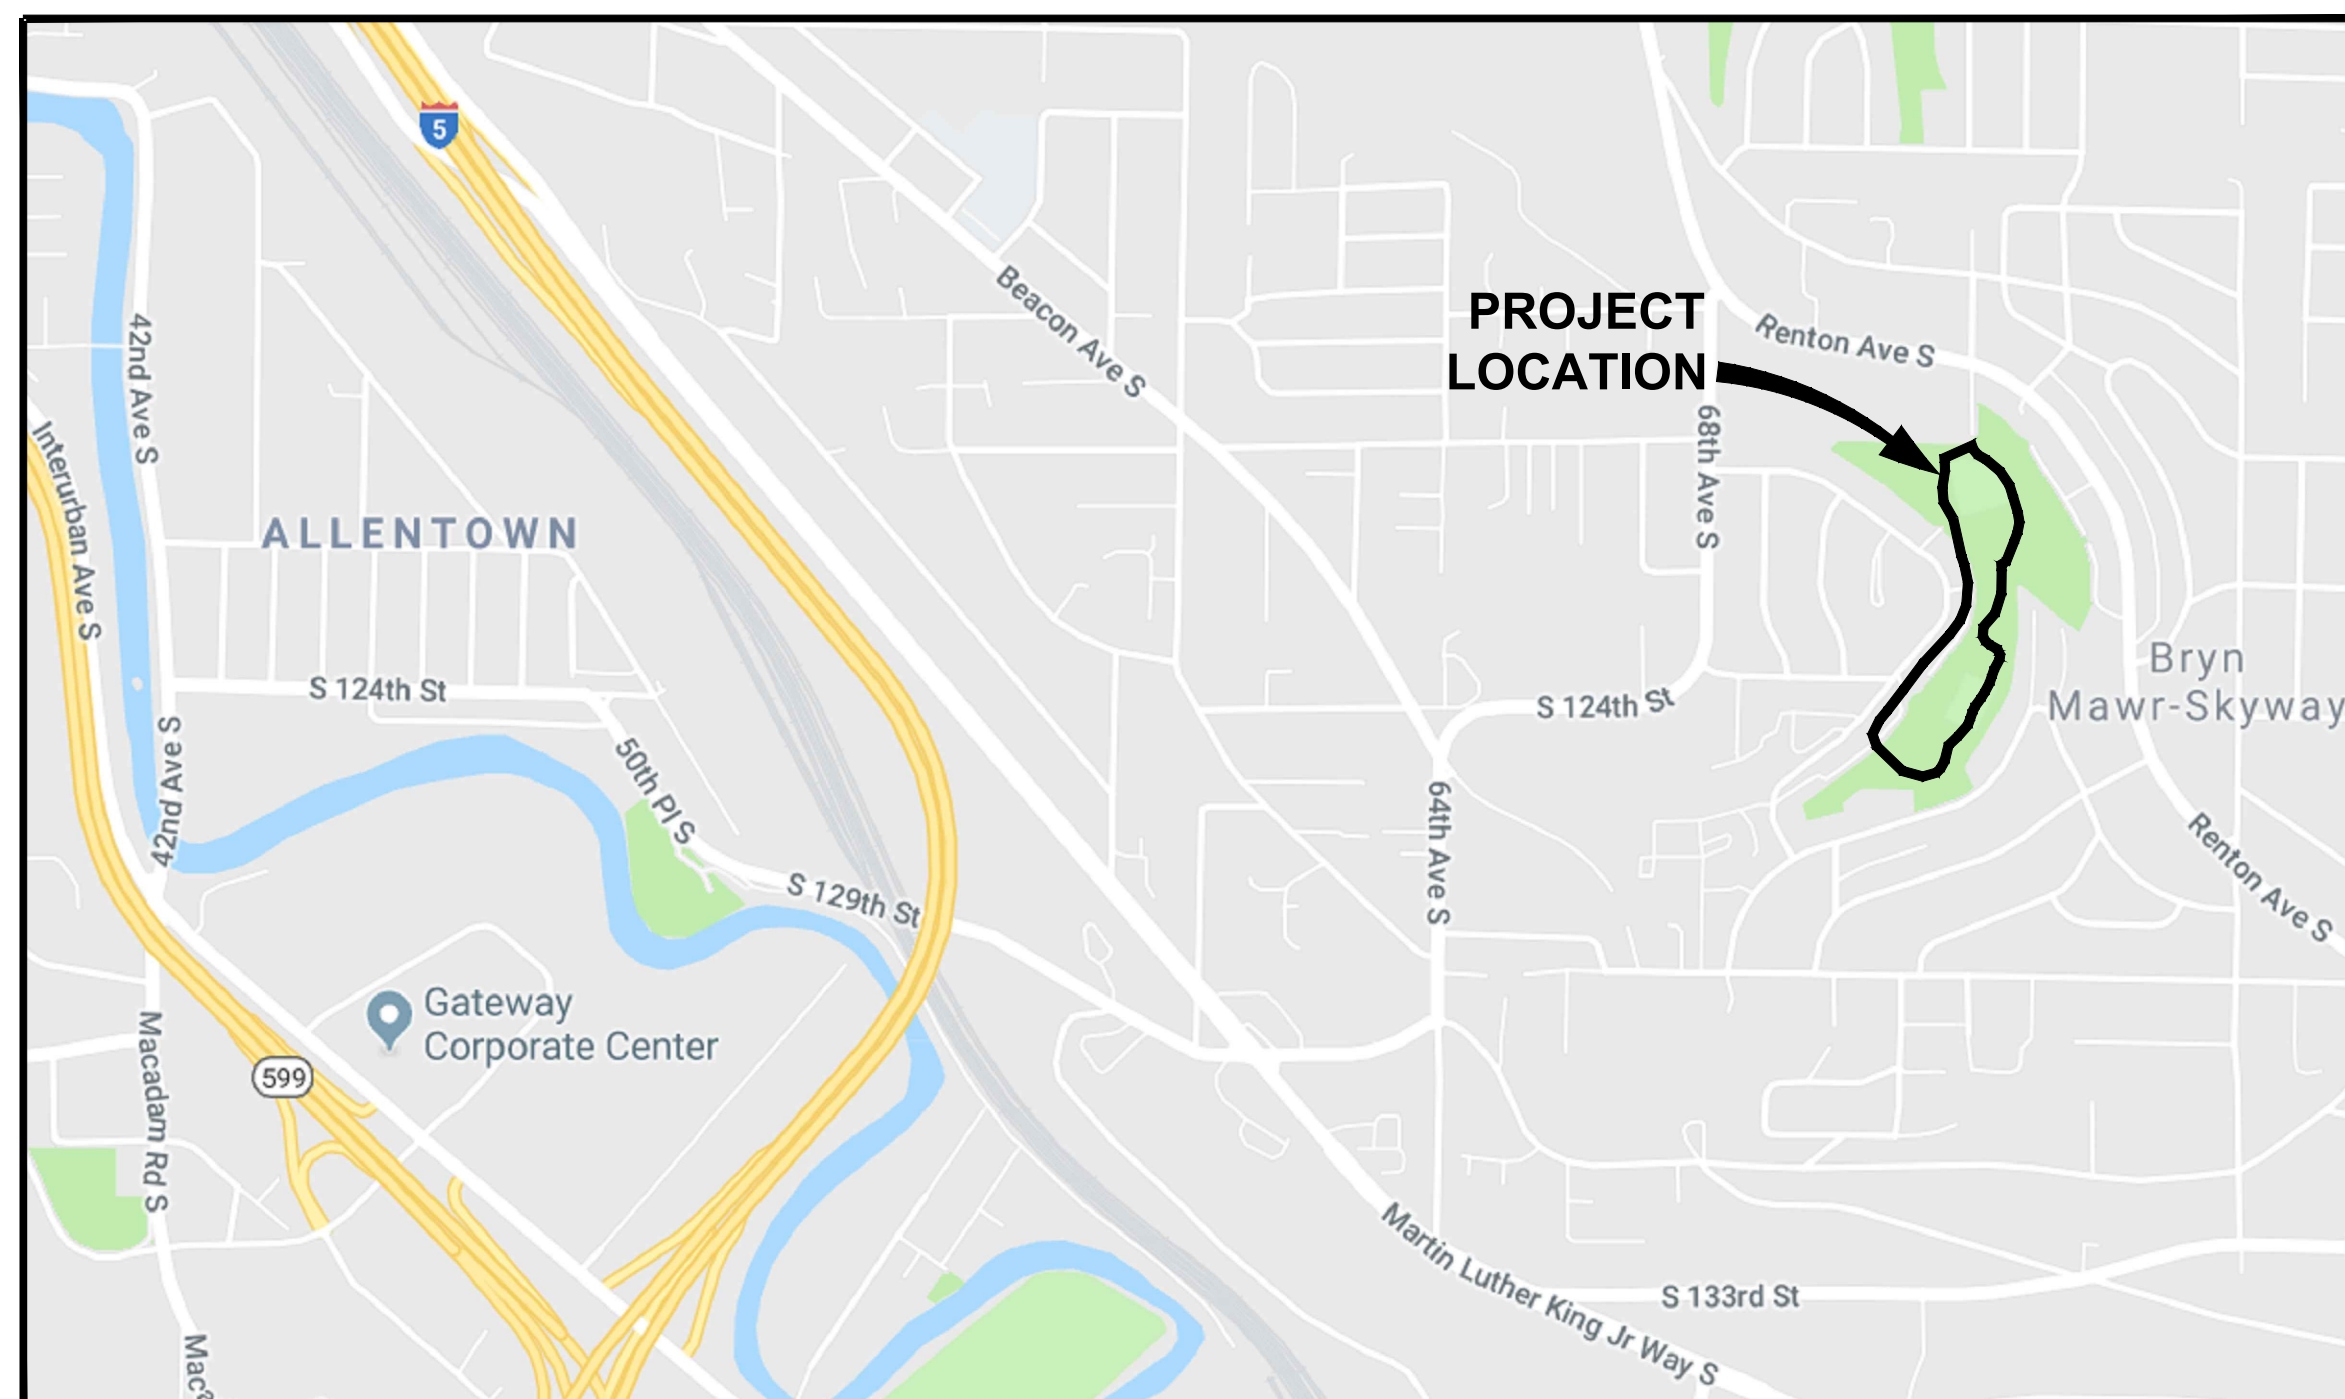 5
Beacon Ave S
PROJECT
LOCATION
Renton Ave S
42nd Ave S
Interurban Ave S
68th Ave S
ALLENTOWN
Bryn
Mawr-Skyway
S 124th St
S 124th St
50th Pl S
42nd Ave S
64th Ave S
Renton Ave S
S 129th St
Gateway
Corporate Center
599
Macadam Rd S
Martin Luther King Jr Way S
S 133rd St